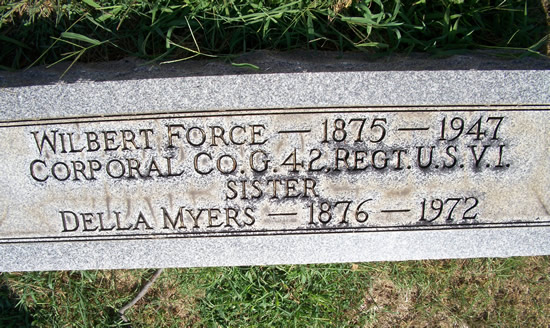 WILBERT FORCE — 1875 — 1947
CORPORAL CO. G. 42. REGT. U.S.V.I.
SISTER
DELLA MYERS — 1876 — 1972